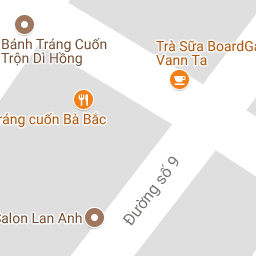 Bánh Tráng Cuốn
Trộn Dì Hồng
Trà Sữa BoardGa
Vann Ta
ráng cuốn Bà Bắc
Đường số 9
Salon Lan Anh